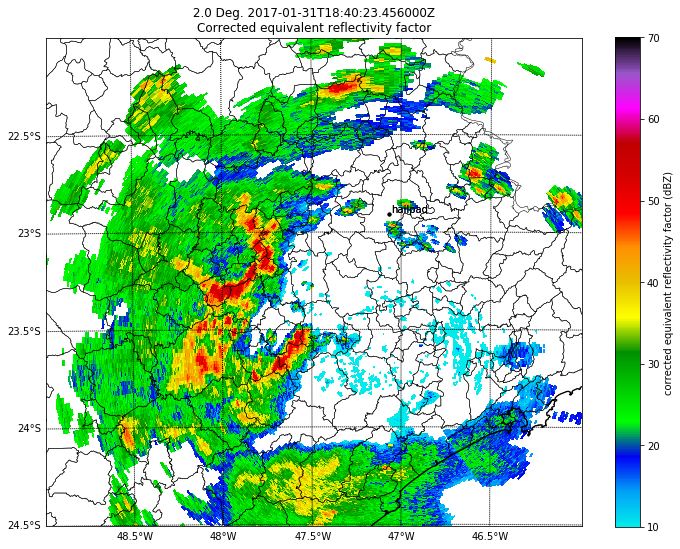 2.0 Deg. 2017-01-31T18:40:23.456000Z
Corrected equivalent reflectivity factor
22.5°S
23°S
23.5°S
24°S
24.5°S
48.5°W
48°W
47.5°W
47°W
46.5°W
70
60
50
40
30
20
10
corrected equivalent reflectivity factor (dBZ)